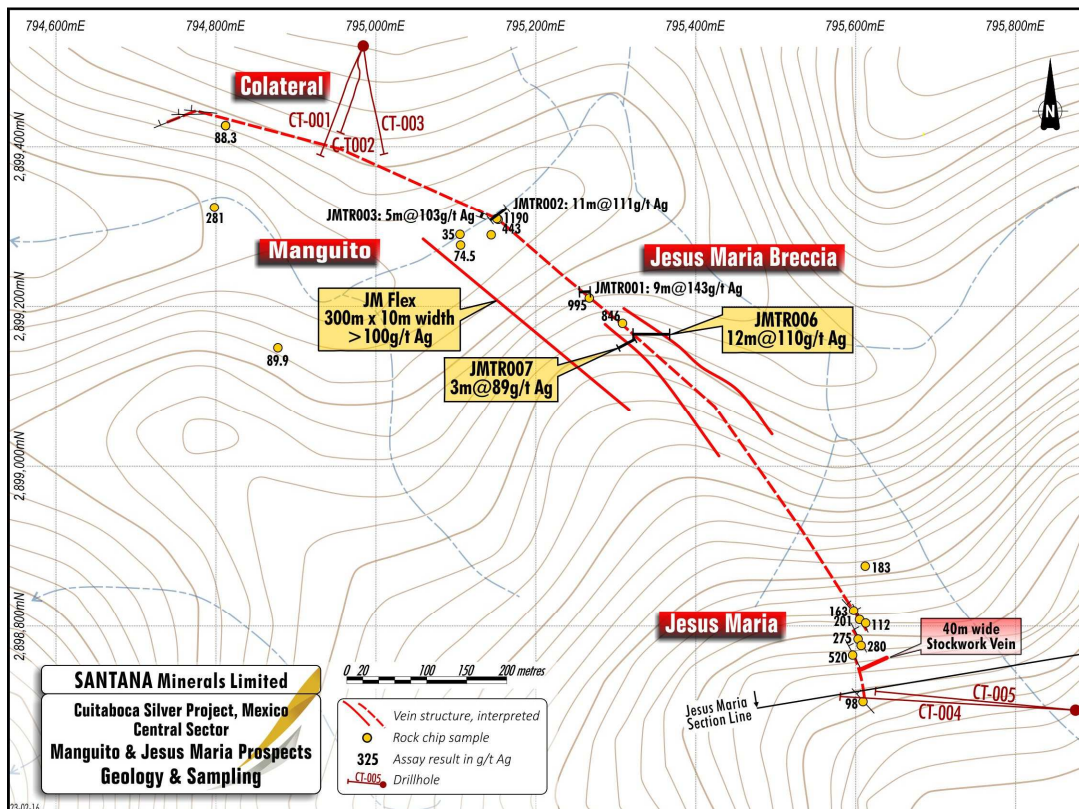 794,600mE
794,800mE
795,000mE
795,200mE
795,400mE
795,600mE
795,800mE
N
Colateral
CT-001
C-T002
CT-003
2,899,400mN
88.3
281
JMTR002: 11m@111g/t Ag
JMTR003: 5m@103g/t Ag
1190
443
35
74.5
Manguito
Jesus Maria Breccia
JMTR001: 9m@143g/t Ag
995
846
2,899,200mN
JM Flex
300m x 10m width
>100g/t Ag
JMTR006
12m@110g/t Ag
89.9
JMTR007
3m@89g/t Ag
2,899,000mN
183
2,898,800mN
Jesus Maria
163
201
112
275
280
520
40m wide
Stockwork Vein
98
Jesus Maria
Section Line
CT-005
CT-004
SANTANA Minerals Limited
Cuitaboca Silver Project, Mexico
Central Sector
Manguito & Jesus Maria Prospects
Geology & Sampling
0 20 100 150 200 metres
Vein structure, interpreted
Rock chip sample
325 Assay result in g/t Ag
CT-005 Drillhole
23-02-16